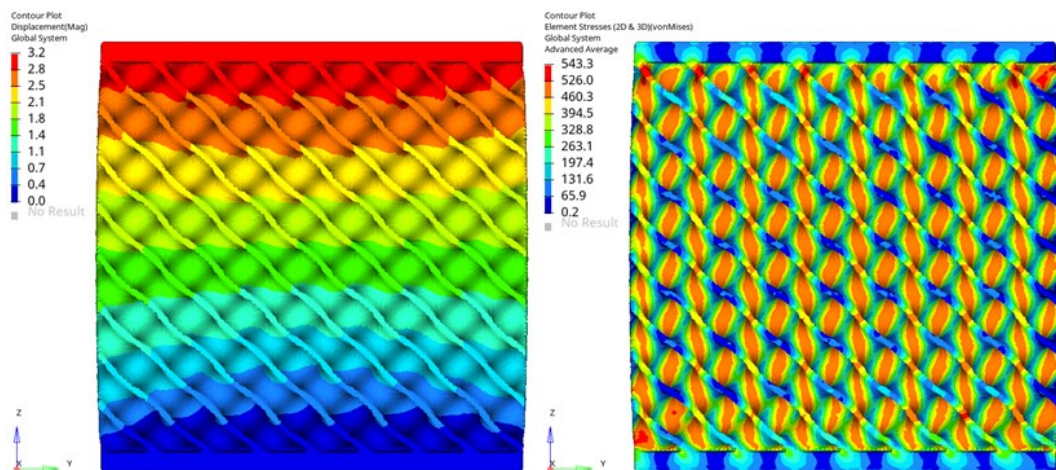 Contour Plot
Displacement(Mag)
Global System
3.2
2.8
2.5
2.1
1.8
1.4
1.1
0.7
0.4
0.0
No Result
Z
X
Y
Contour Plot
Element Stresses (2D & 3D)(vonMises)
Global System
Advanced Average
543.3
526.0
460.3
394.5
328.8
263.1
197.4
131.6
65.9
0.2
No Result
Z
X
Y